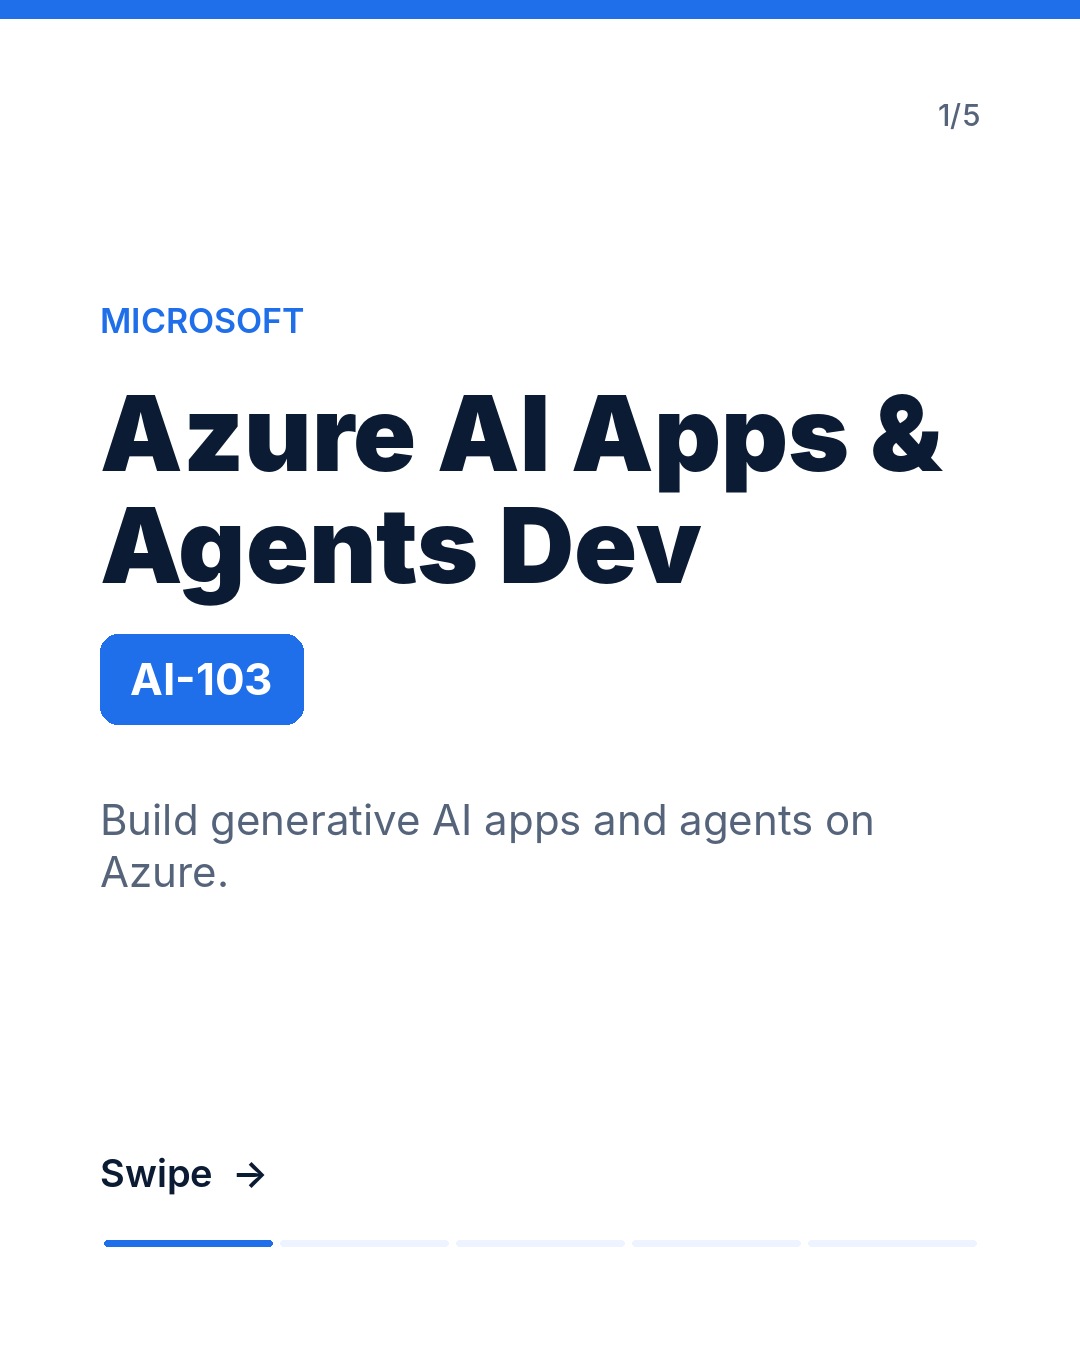 1/5
MICROSOFT
Azure AI Apps &
Agents Dev
AI-103
Build generative AI apps and agents on
Azure.
Swipe →